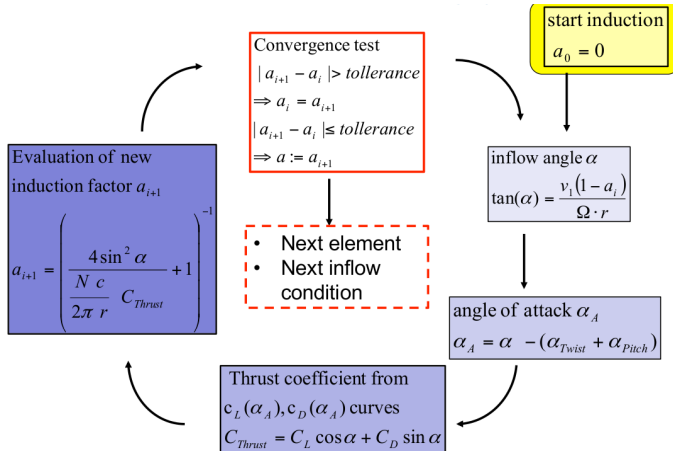 start induction
a₀ = 0
Convergence test
| aᵢ₊₁ − aᵢ |> tollerance
⇒ aᵢ = aᵢ₊₁
| aᵢ₊₁ − aᵢ |≤ tollerance
⇒ a := aᵢ₊₁
inflow angle α
tan(α) = v₁(1 − aᵢ) / Ω · r
angle of attack α_A
α_A = α − (α_Twist + α_Pitch)
Thrust coefficient from
c_L(α_A), c_D(α_A) curves
C_Thrust = C_L cos α + C_D sin α
Evaluation of new
induction factor aᵢ₊₁
aᵢ₊₁ = ( 4 sin² α / ( N/2π c/r C_Thrust ) + 1 )⁻¹
• Next element
• Next inflow
condition